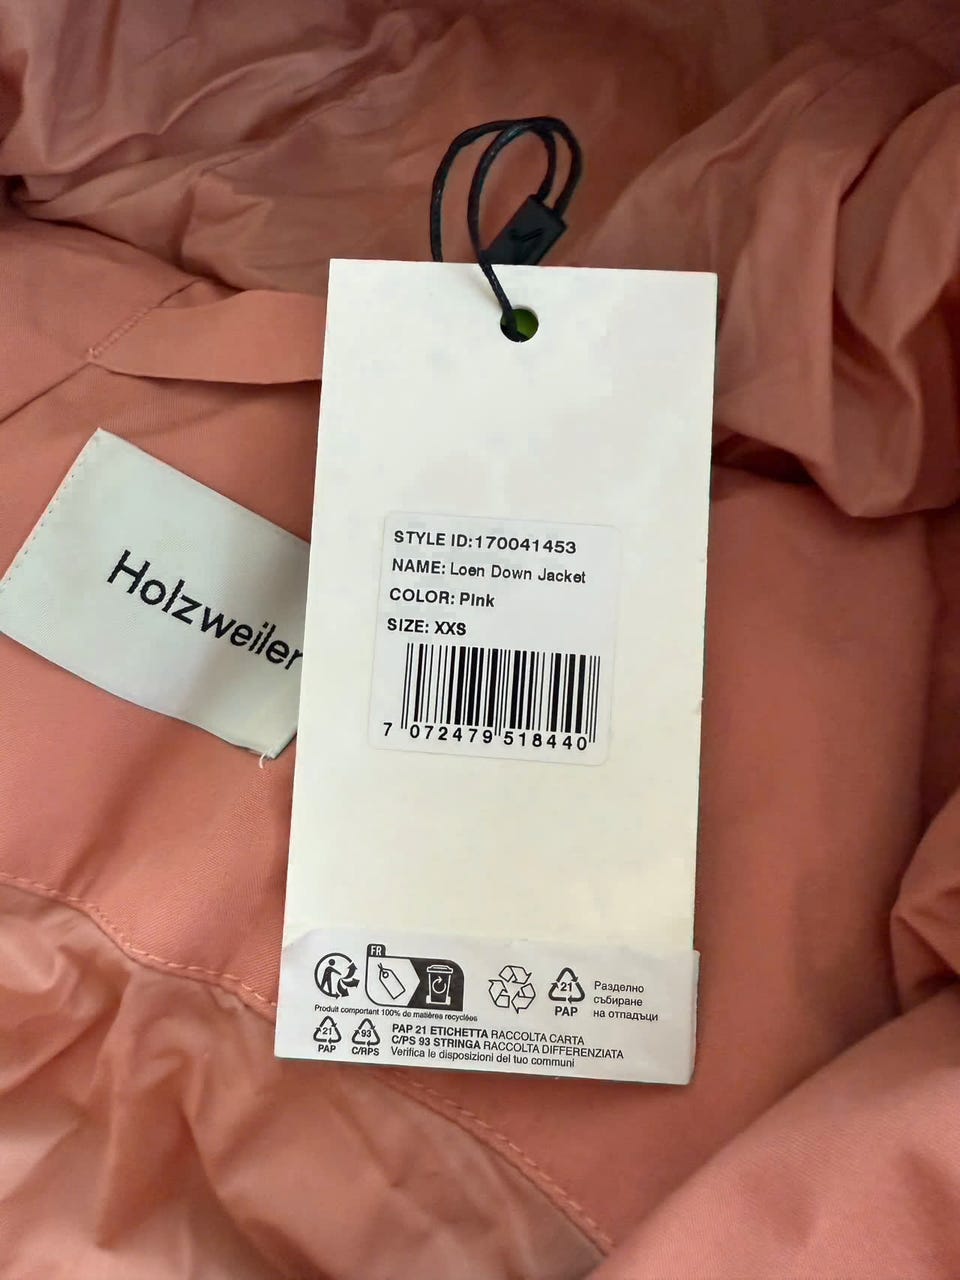 Holzweiler
STYLE ID:170041453
NAME: Loen Down Jacket
COLOR: Pink
SIZE: XXS
7 072479 518440
FR
Produit comportant 100% de matières recyclées
21
PAP
Разделно
събиране
на отпадъци
21
PAP
93
C/RPS
PAP 21 ETICHETTA RACCOLTA CARTA
C/PS 93 STRINGA RACCOLTA DIFFERENZIATA
Verifica le disposizioni del tuo comuni